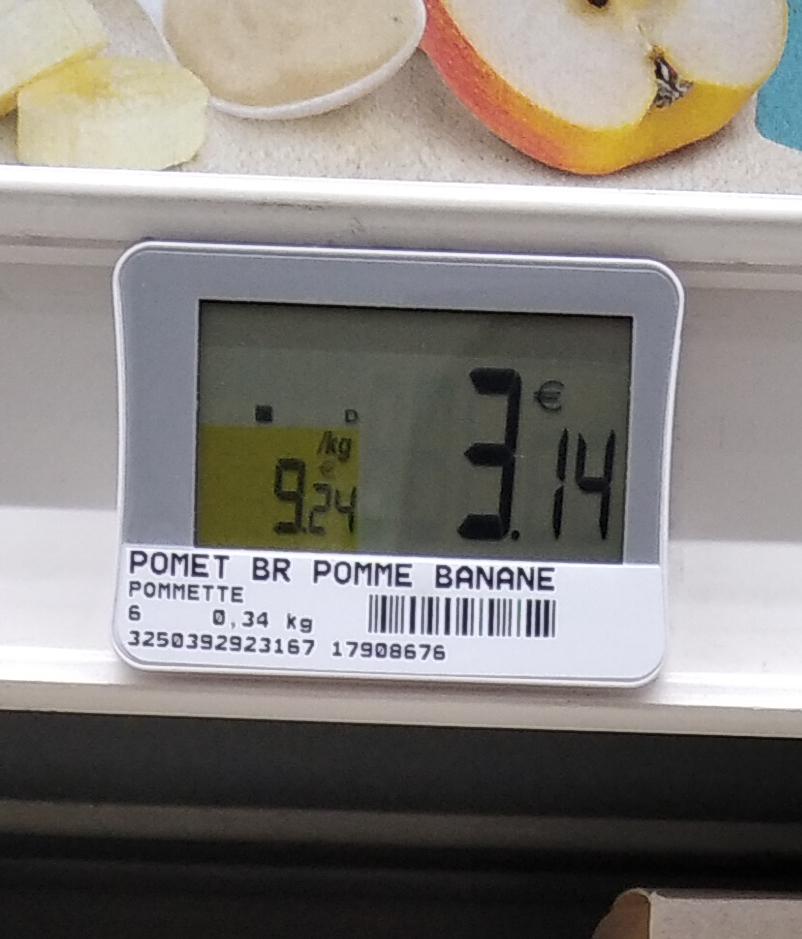 3.14 €
D
/kg
€
9.24
POMET BR POMME BANANE
POMMETTE
6 0,34 kg
3250392923167 17908676